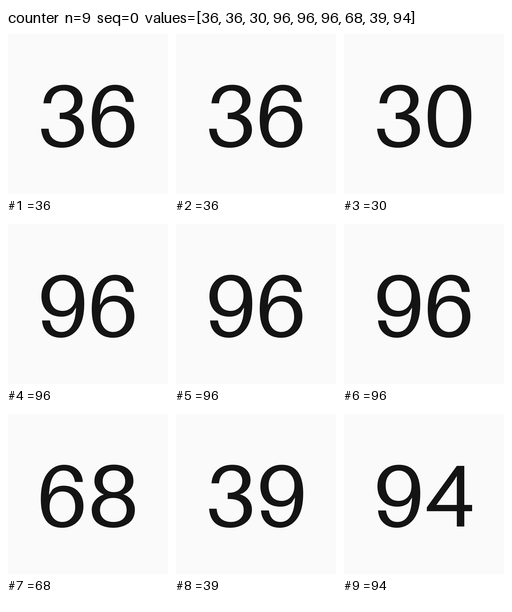 counter n=9 seq=0 values=[36, 36, 30, 96, 96, 96, 68, 39, 94]
36 36 30
#1 =36 #2 =36 #3 =30
96 96 96
#4 =96 #5 =96 #6 =96
68 39 94
#7 =68 #8 =39 #9 =94